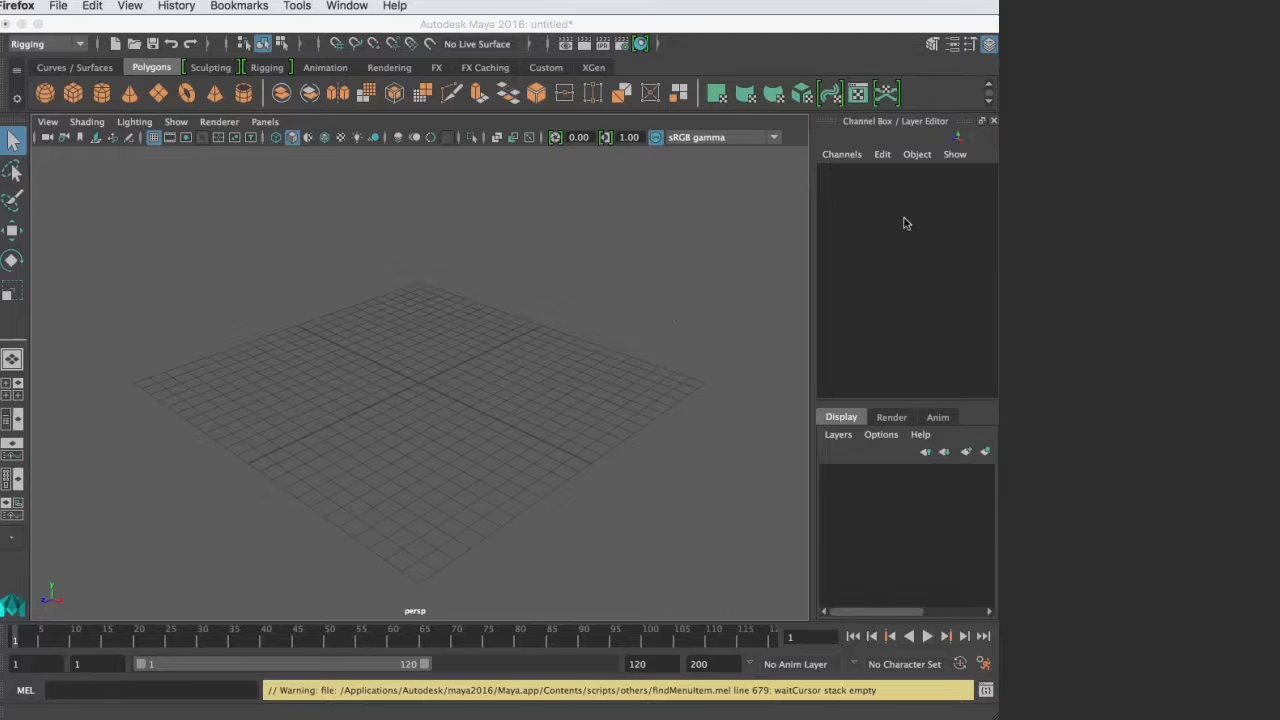 Firefox File Edit View History Bookmarks Tools Window Help
Autodesk Maya 2016: untitled*
Rigging No Live Surface
Curves / Surfaces Polygons Sculpting Rigging Animation Rendering FX FX Caching Custom XGen
View Shading Lighting Show Renderer Panels
0.00 1.00 sRGB gamma
Channel Box / Layer Editor
Channels Edit Object Show
Display Render Anim
Layers Options Help
persp
5 10 15 20 25 30 35 40 45 50 55 60 65 70 75 80 85 90 95 100 105 110 115
1 1
1 1 1 120 120 200 No Anim Layer No Character Set
MEL // Warning: file: /Applications/Autodesk/maya2016/Maya.app/Contents/scripts/others/findMenuItem.mel line 679: waitCursor stack empty